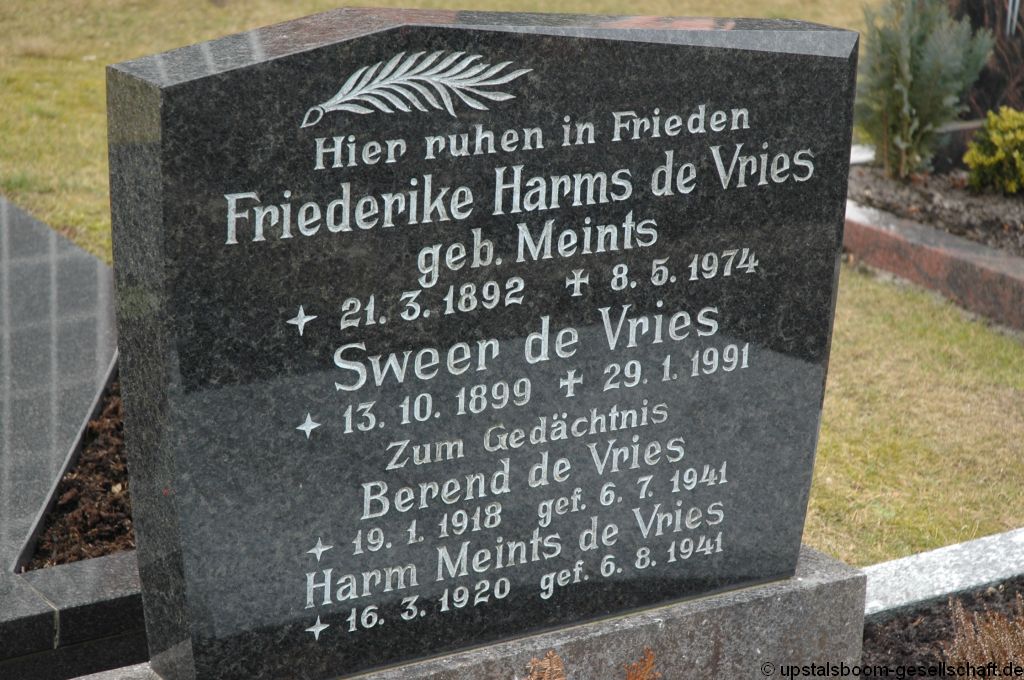 Hier ruhen in Frieden
Friederike Harms de Vries
geb. Meints
21. 3. 1892 8. 5. 1974
Sweer de Vries
13. 10. 1899 29. 1. 1991
Zum Gedächtnis
Berend de Vries
19. 1. 1918 gef. 6. 7. 1941
Harm Meints de Vries
16. 3. 1920 gef. 6. 8. 1941
© upstalsboom-gesellschaft.de